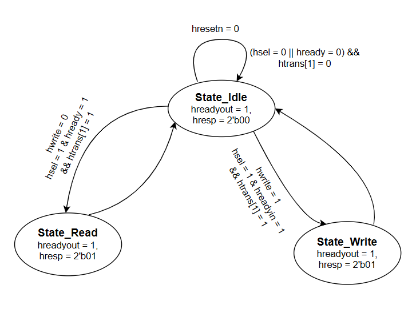 hresetn = 0
(hsel = 0 || hready = 0) &&
htrans[1] = 0
State_Idle
hreadyout = 1,
hresp = 2'b00
hwrite = 0
hsel = 1 & hready = 1
&& htrans[1] = 1
hwrite = 1
hsel = 1 & hreadyin = 1
&& htrans[1] = 1
State_Read
hreadyout = 1,
hresp = 2'b01
State_Write
hreadyout = 1,
hresp = 2'b01